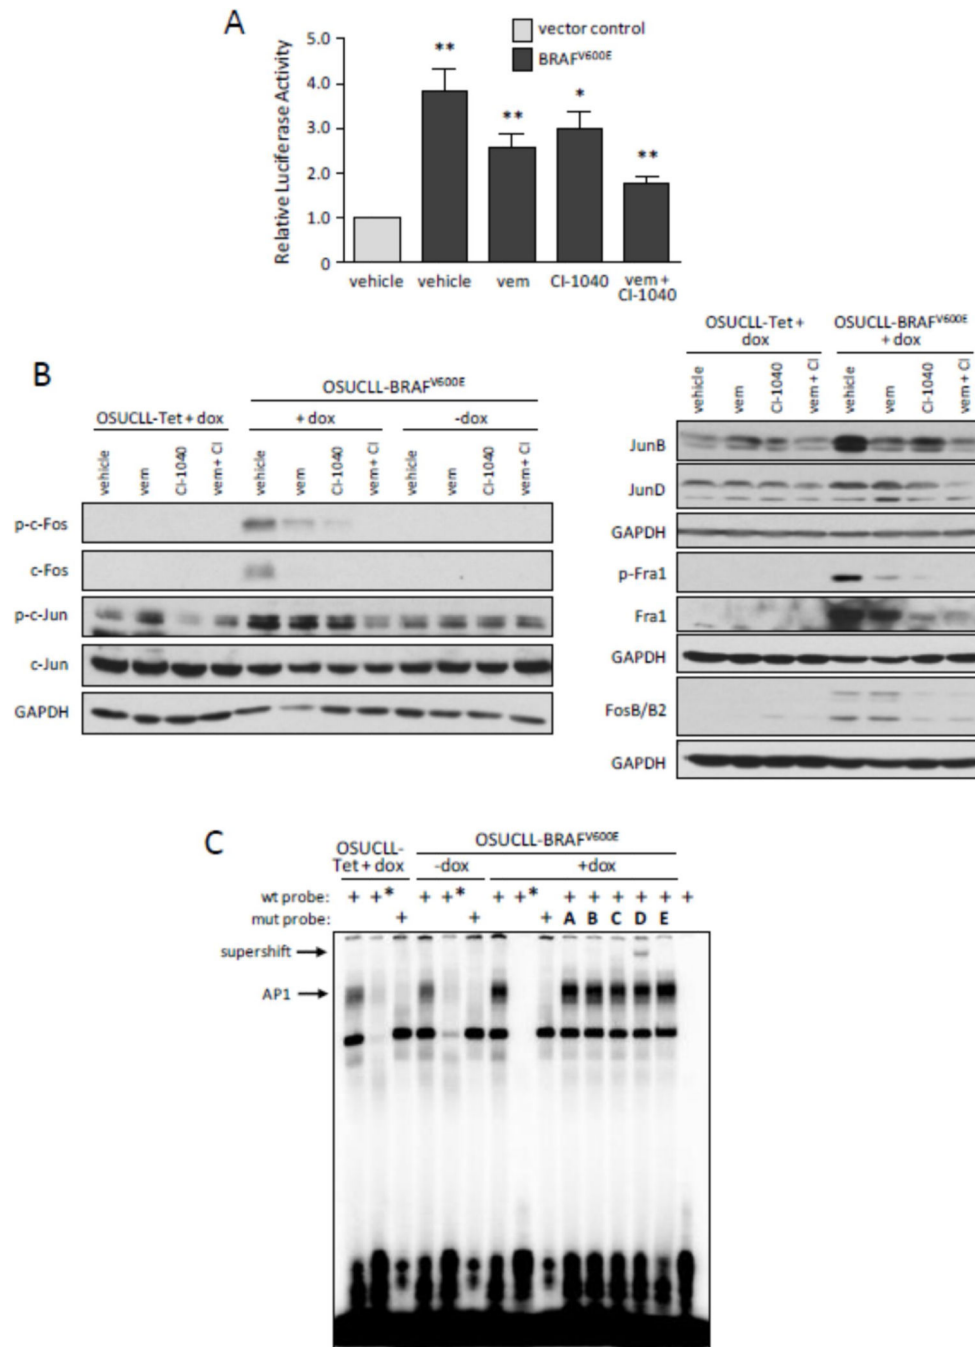 A
vector control
BRAFV600E
Relative Luciferase Activity
5.0
4.0
3.0
2.0
1.0
0
**
**
*
**
vehicle vehicle vem CI-1040 vem + CI-1040
B
OSUCLL-BRAFV600E
OSUCLL-Tet + dox + dox -dox
vehicle vem CI-1040 vem+ CI vehicle vem CI-1040 vem+ CI vehicle vem CI-1040 vem+ CI
p-c-Fos
c-Fos
p-c-Jun
c-Jun
GAPDH
OSUCLL-Tet + dox
OSUCLL-BRAFV600E + dox
vehicle vem CI-1040 vem + CI vehicle vem CI-1040 vem + CI
JunB
JunD
GAPDH
p-Fra1
Fra1
GAPDH
FosB/B2
GAPDH
C
OSUCLL-BRAFV600E
OSUCLL-
Tet + dox -dox +dox
wt probe: + +* + +* + +* + + + + + +
mut probe: + + + A B C D E
supershift
AP1